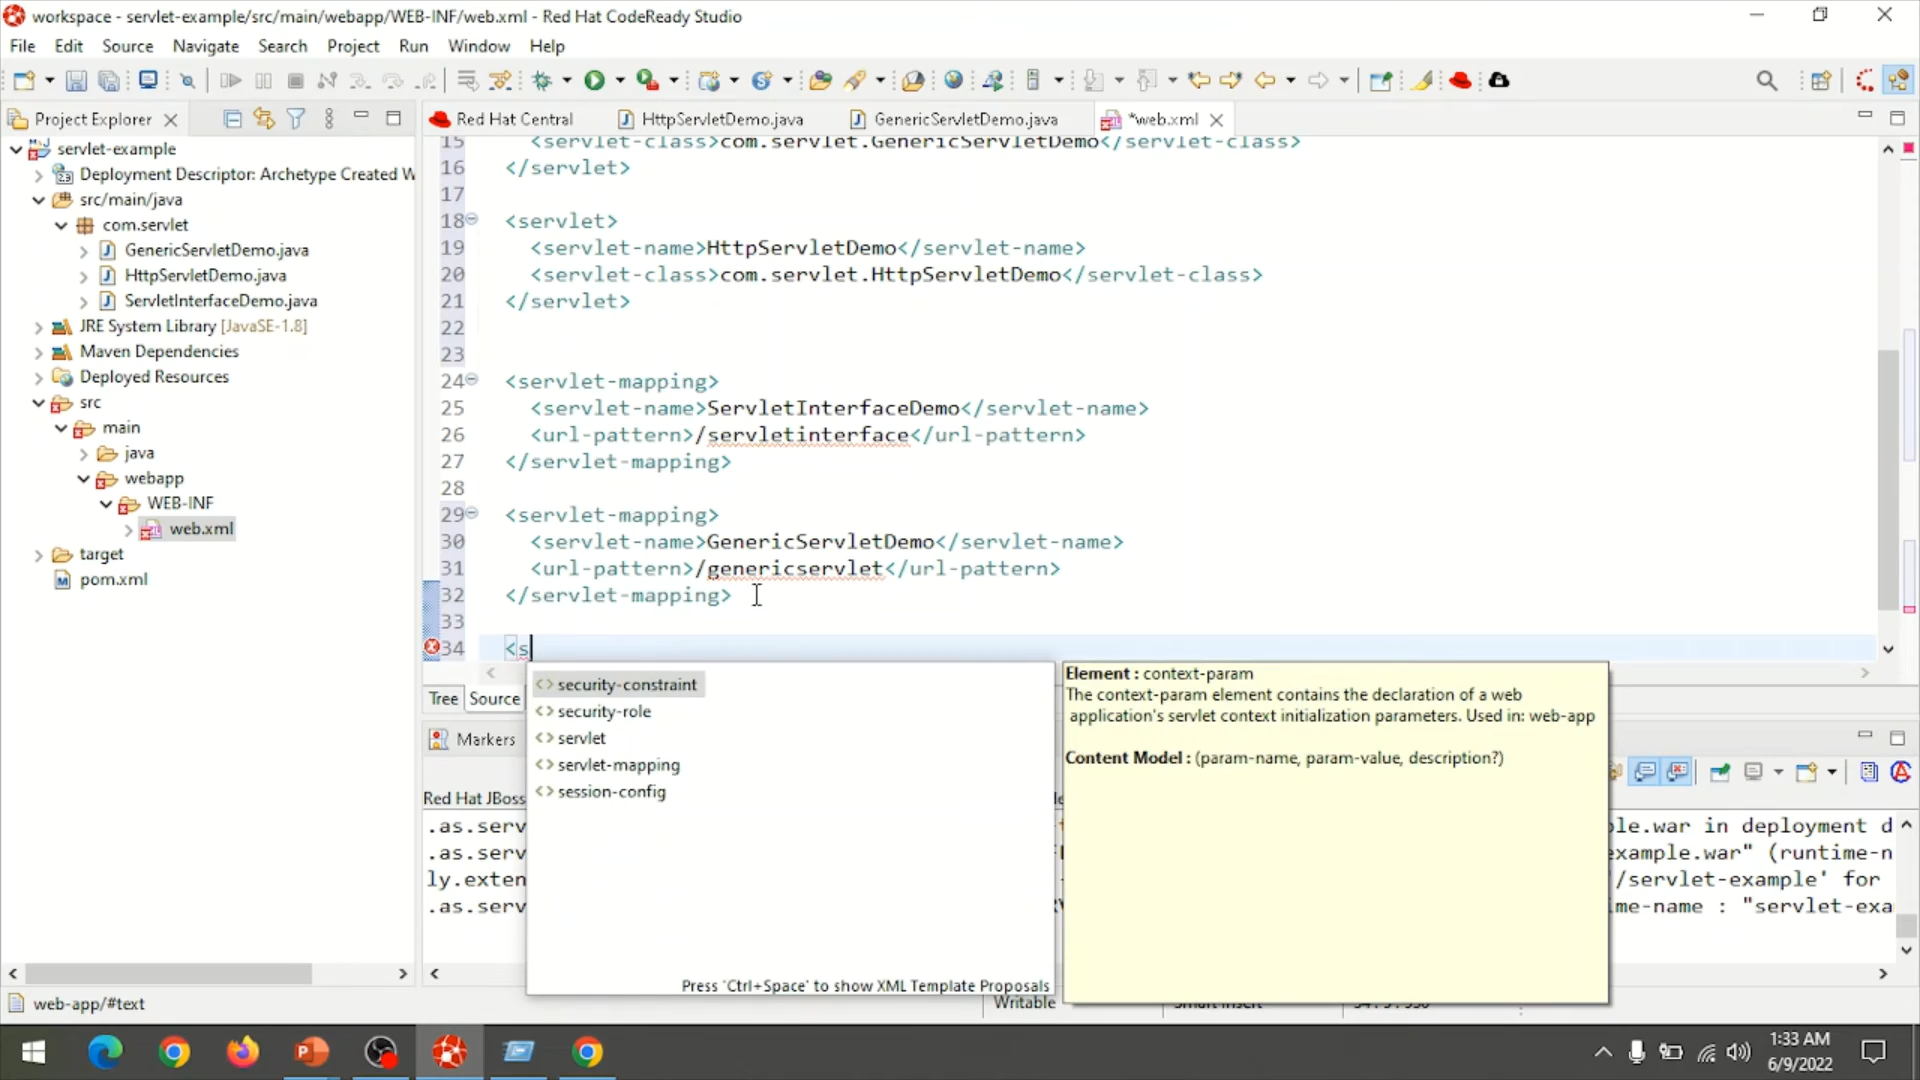 workspace - servlet-example/src/main/webapp/WEB-INF/web.xml - Red Hat CodeReady Studio
File Edit Source Navigate Search Project Run Window Help
Project Explorer
Red Hat Central
HttpServletDemo.java
GenericServletDemo.java
*web.xml
servlet-example
Deployment Descriptor: Archetype Created W
src/main/java
com.servlet
GenericServletDemo.java
HttpServletDemo.java
ServletInterfaceDemo.java
JRE System Library [JavaSE-1.8]
Maven Dependencies
Deployed Resources
src
main
java
webapp
WEB-INF
web.xml
target
pom.xml
15 <servlet-class>com.servlet.GenericServletDemo</servlet-class>
16 </servlet>
17
18 <servlet>
19 <servlet-name>HttpServletDemo</servlet-name>
20 <servlet-class>com.servlet.HttpServletDemo</servlet-class>
21 </servlet>
22
23
24 <servlet-mapping>
25 <servlet-name>ServletInterfaceDemo</servlet-name>
26 <url-pattern>/servletinterface</url-pattern>
27 </servlet-mapping>
28
29 <servlet-mapping>
30 <servlet-name>GenericServletDemo</servlet-name>
31 <url-pattern>/genericservlet</url-pattern>
32 </servlet-mapping>
33
34 <s
security-constraint
security-role
servlet
servlet-mapping
session-config
Press 'Ctrl+Space' to show XML Template Proposals
Element : context-param
The context-param element contains the declaration of a web
application's servlet context initialization parameters. Used in: web-app
Content Model : (param-name, param-value, description?)
Tree Source
Markers
Red Hat JBoss
.as.serv
.as.serv
ly.exten
.as.serv
le.war in deployment d
example.war" (runtime-n
'/servlet-example' for
me-name : "servlet-exa
web-app/#text
Writable
1:33 AM
6/9/2022